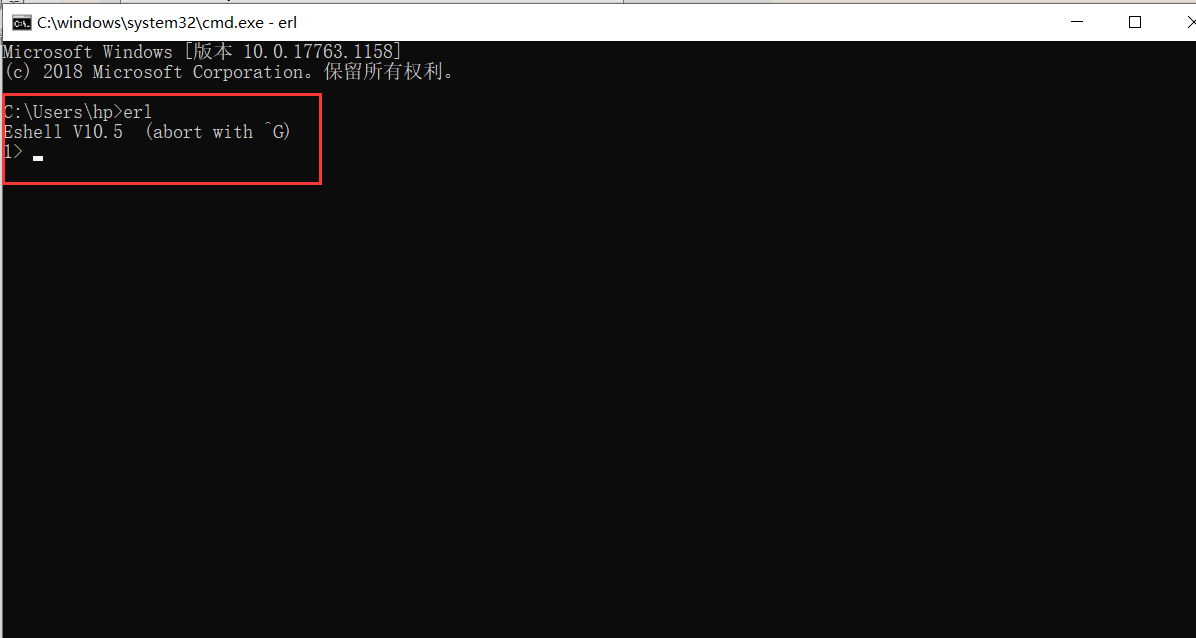 C:\windows\system32\cmd.exe - erl
Microsoft Windows [版本 10.0.17763.1158]
(c) 2018 Microsoft Corporation。保留所有权利。
C:\Users\hp>erl
Eshell V10.5  (abort with ^G)
1>